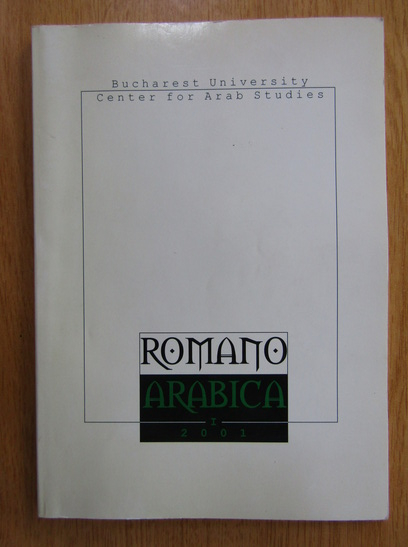 Bucharest University
Center for Arab Studies
ROMANO
ARABICA
I
2001